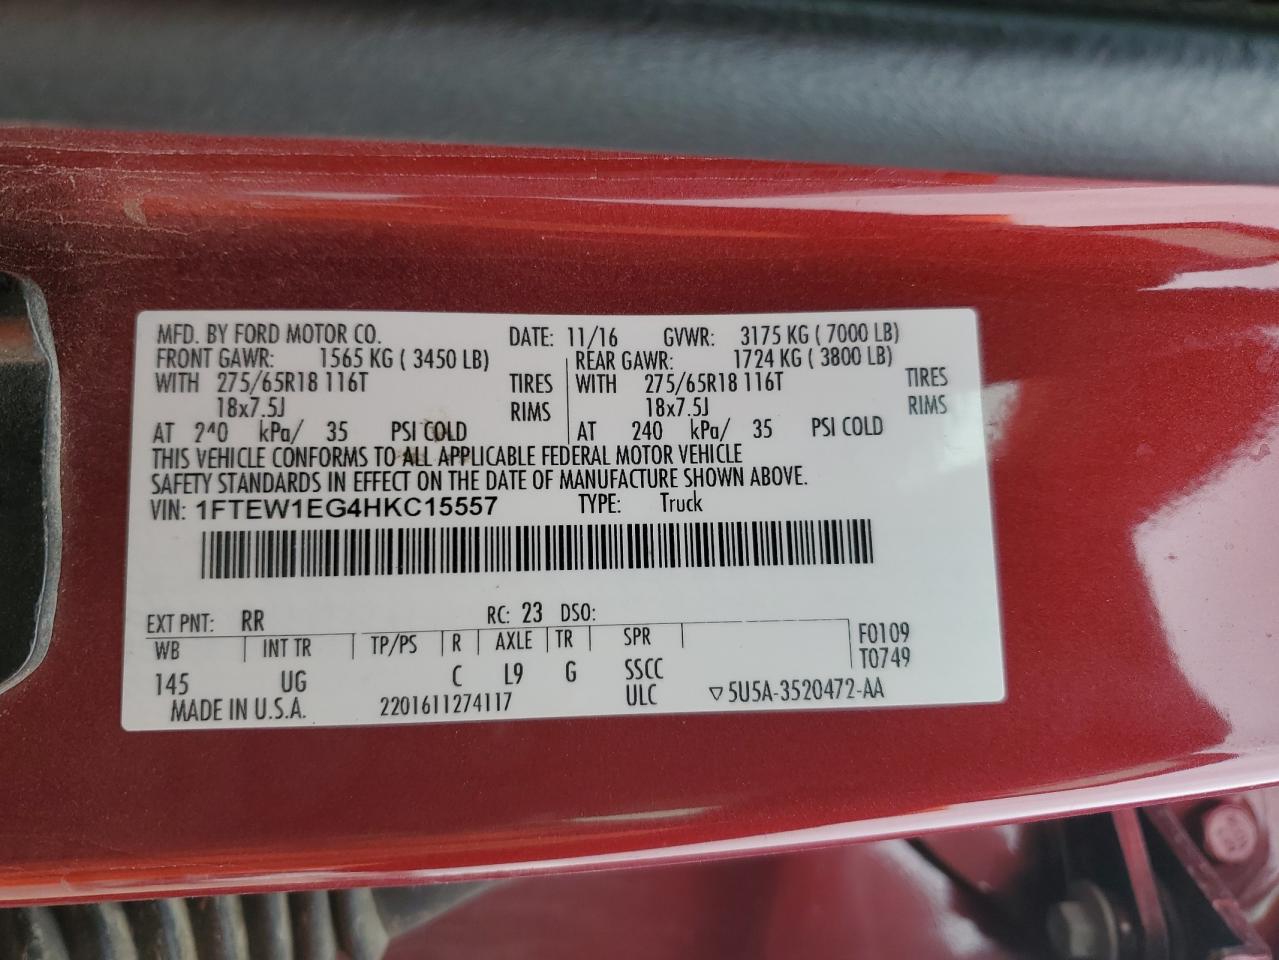 MFD. BY FORD MOTOR CO. DATE: 11/16 GVWR: 3175 KG ( 7000 LB)
FRONT GAWR: 1565 KG ( 3450 LB) REAR GAWR: 1724 KG ( 3800 LB)
WITH 275/65R18 116T TIRES WITH 275/65R18 116T TIRES
18x7.5J RIMS 18x7.5J RIMS
AT 240 kPa/ 35 PSI COLD AT 240 kPa/ 35 PSI COLD
THIS VEHICLE CONFORMS TO ALL APPLICABLE FEDERAL MOTOR VEHICLE
SAFETY STANDARDS IN EFFECT ON THE DATE OF MANUFACTURE SHOWN ABOVE.
VIN: 1FTEW1EG4HKC15557 TYPE: Truck
EXT PNT: RR RC: 23 DSO:
WB INT TR TP/PS R AXLE TR SPR F0109
145 UG C L9 G SSCC T0749
MADE IN U.S.A. 2201611274117 ULC ▽5U5A-3520472-AA